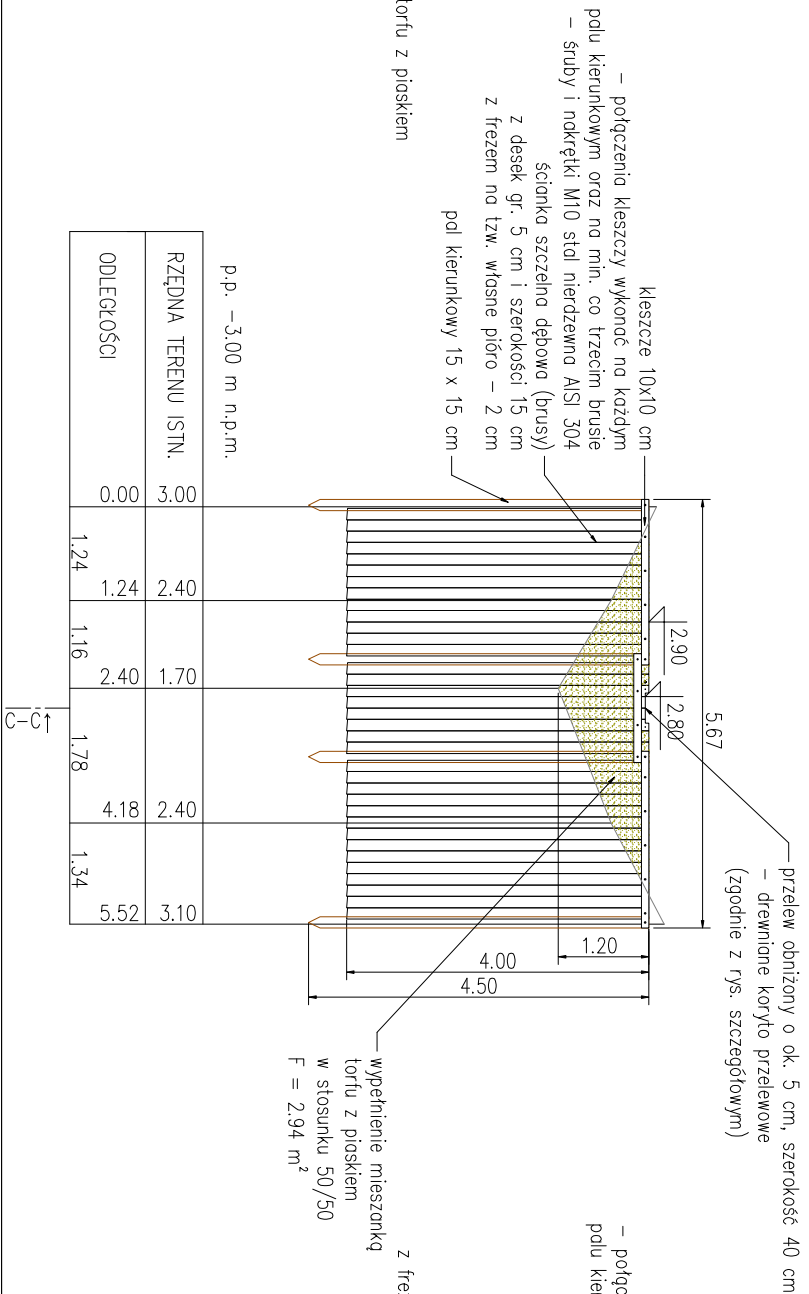 przelew obniżony o ok. 5 cm, szerokość 40 cm
- drewniane koryto przelewowe
(zgodnie z rys. szczegółowym)
kleszcze 10x10 cm
- połączenia kleszczy wykonać na każdym
palu kierunkowym oraz na min. co trzecim brusie
- śruby i nakrętki M10 stal nierdzewna AISI 304
ścianka szczelna dębowa (brusy)
z desek gr. 5 cm i szerokości 15 cm
z frezem na tzw. własne pióro - 2 cm
pal kierunkowy 15 x 15 cm
torfu z piaskiem
5.67
2.90
2.80
1.20
4.00
4.50
wypełnienie mieszanką
torfu z piaskiem
w stosunku 50/50
F = 2.94 m²
- połąc
palu kier
z frez
p.p. -3.00 m n.p.m.
RZĘDNA TERENU ISTN. 3.00 2.40 1.70 2.40 3.10
ODLEGŁOŚCI 0.00 1.24 2.40 4.18 5.52
1.24 1.16 1.78 1.34
C-C